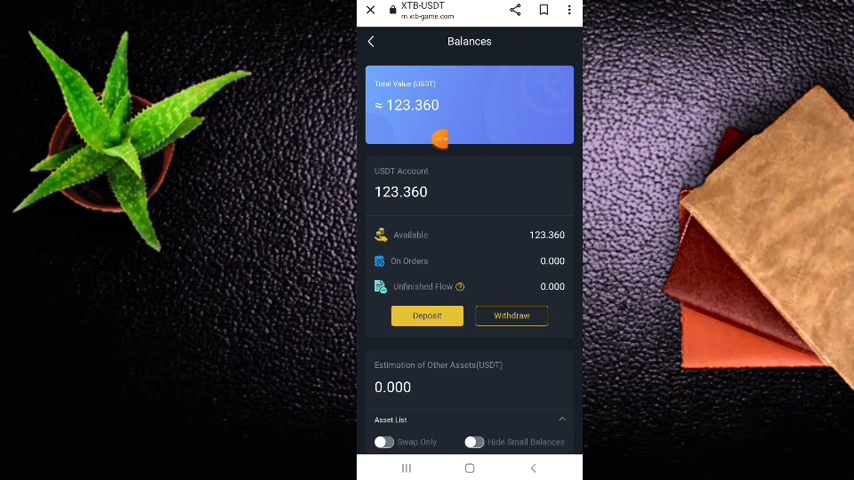 XTB-USDT
m.xtb-game.com
Balances
Total Value (USDT)
≈ 123.360
USDT Account
123.360
Available 123.360
On Orders 0.000
Unfinished Flow ? 0.000
Deposit Withdraw
Estimation of Other Assets(USDT)
0.000
Asset List
Swap Only Hide Small Balances